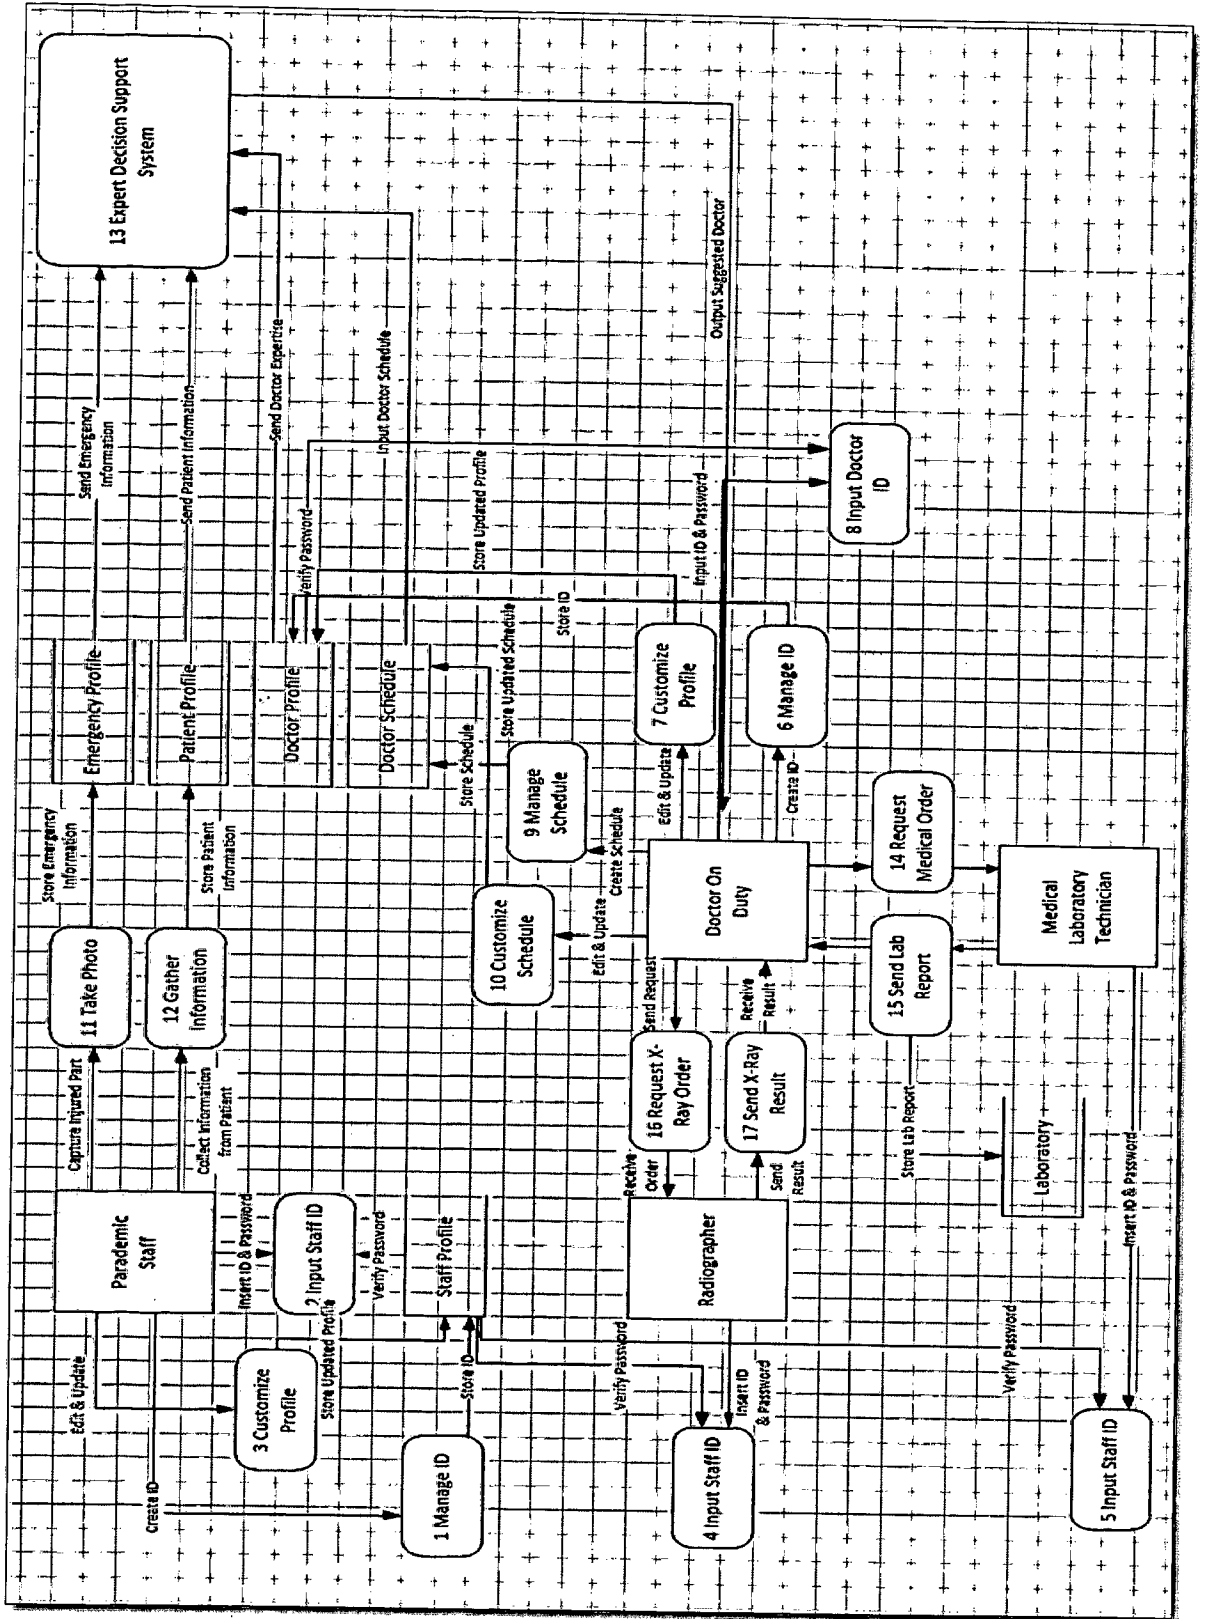 13 Expert Decision Support
System
Send Emergency
Information
Send Patient Information
Send Doctor Expertise
Input Doctor Schedule
Output Suggested Doctor
Verify Password
Store Updated Profile
Input ID & Password
8 Input Doctor
ID
Emergency Profile
Patient Profile
Doctor Profile
Doctor Schedule
Store ID
Store Updated Schedule
Store Schedule
7 Customize
Profile
6 Manage ID
9 Manage
Schedule
Edit & Update
Create ID
Create Schedule
Store Emergency
Information
Store Patient
Information
11 Take Photo
12 Gather
Information
10 Customize
Schedule
Edit & Update
Doctor On
Duty
14 Request
Medical Order
Medical
Laboratory
Technician
15 Send Lab
Report
Send Request
Receive
Result
16 Request X-
Ray Order
17 Send X-Ray
Result
Capture Injured Part
Collect Information
from Patient
Receive
Order
Send
Result
Store Lab Report
Laboratory
Insert ID & Password
Parademic
Staff
Insert ID & Password
2 Input Staff ID
Verify Password
Staff Profile
Radiographer
Edit & Update
3 Customize
Profile
Store Updated Profile
Store ID
Verify Password
Insert ID
& Password
Verify Password
Create ID
1 Manage ID
4 Input Staff ID
5 Input Staff ID